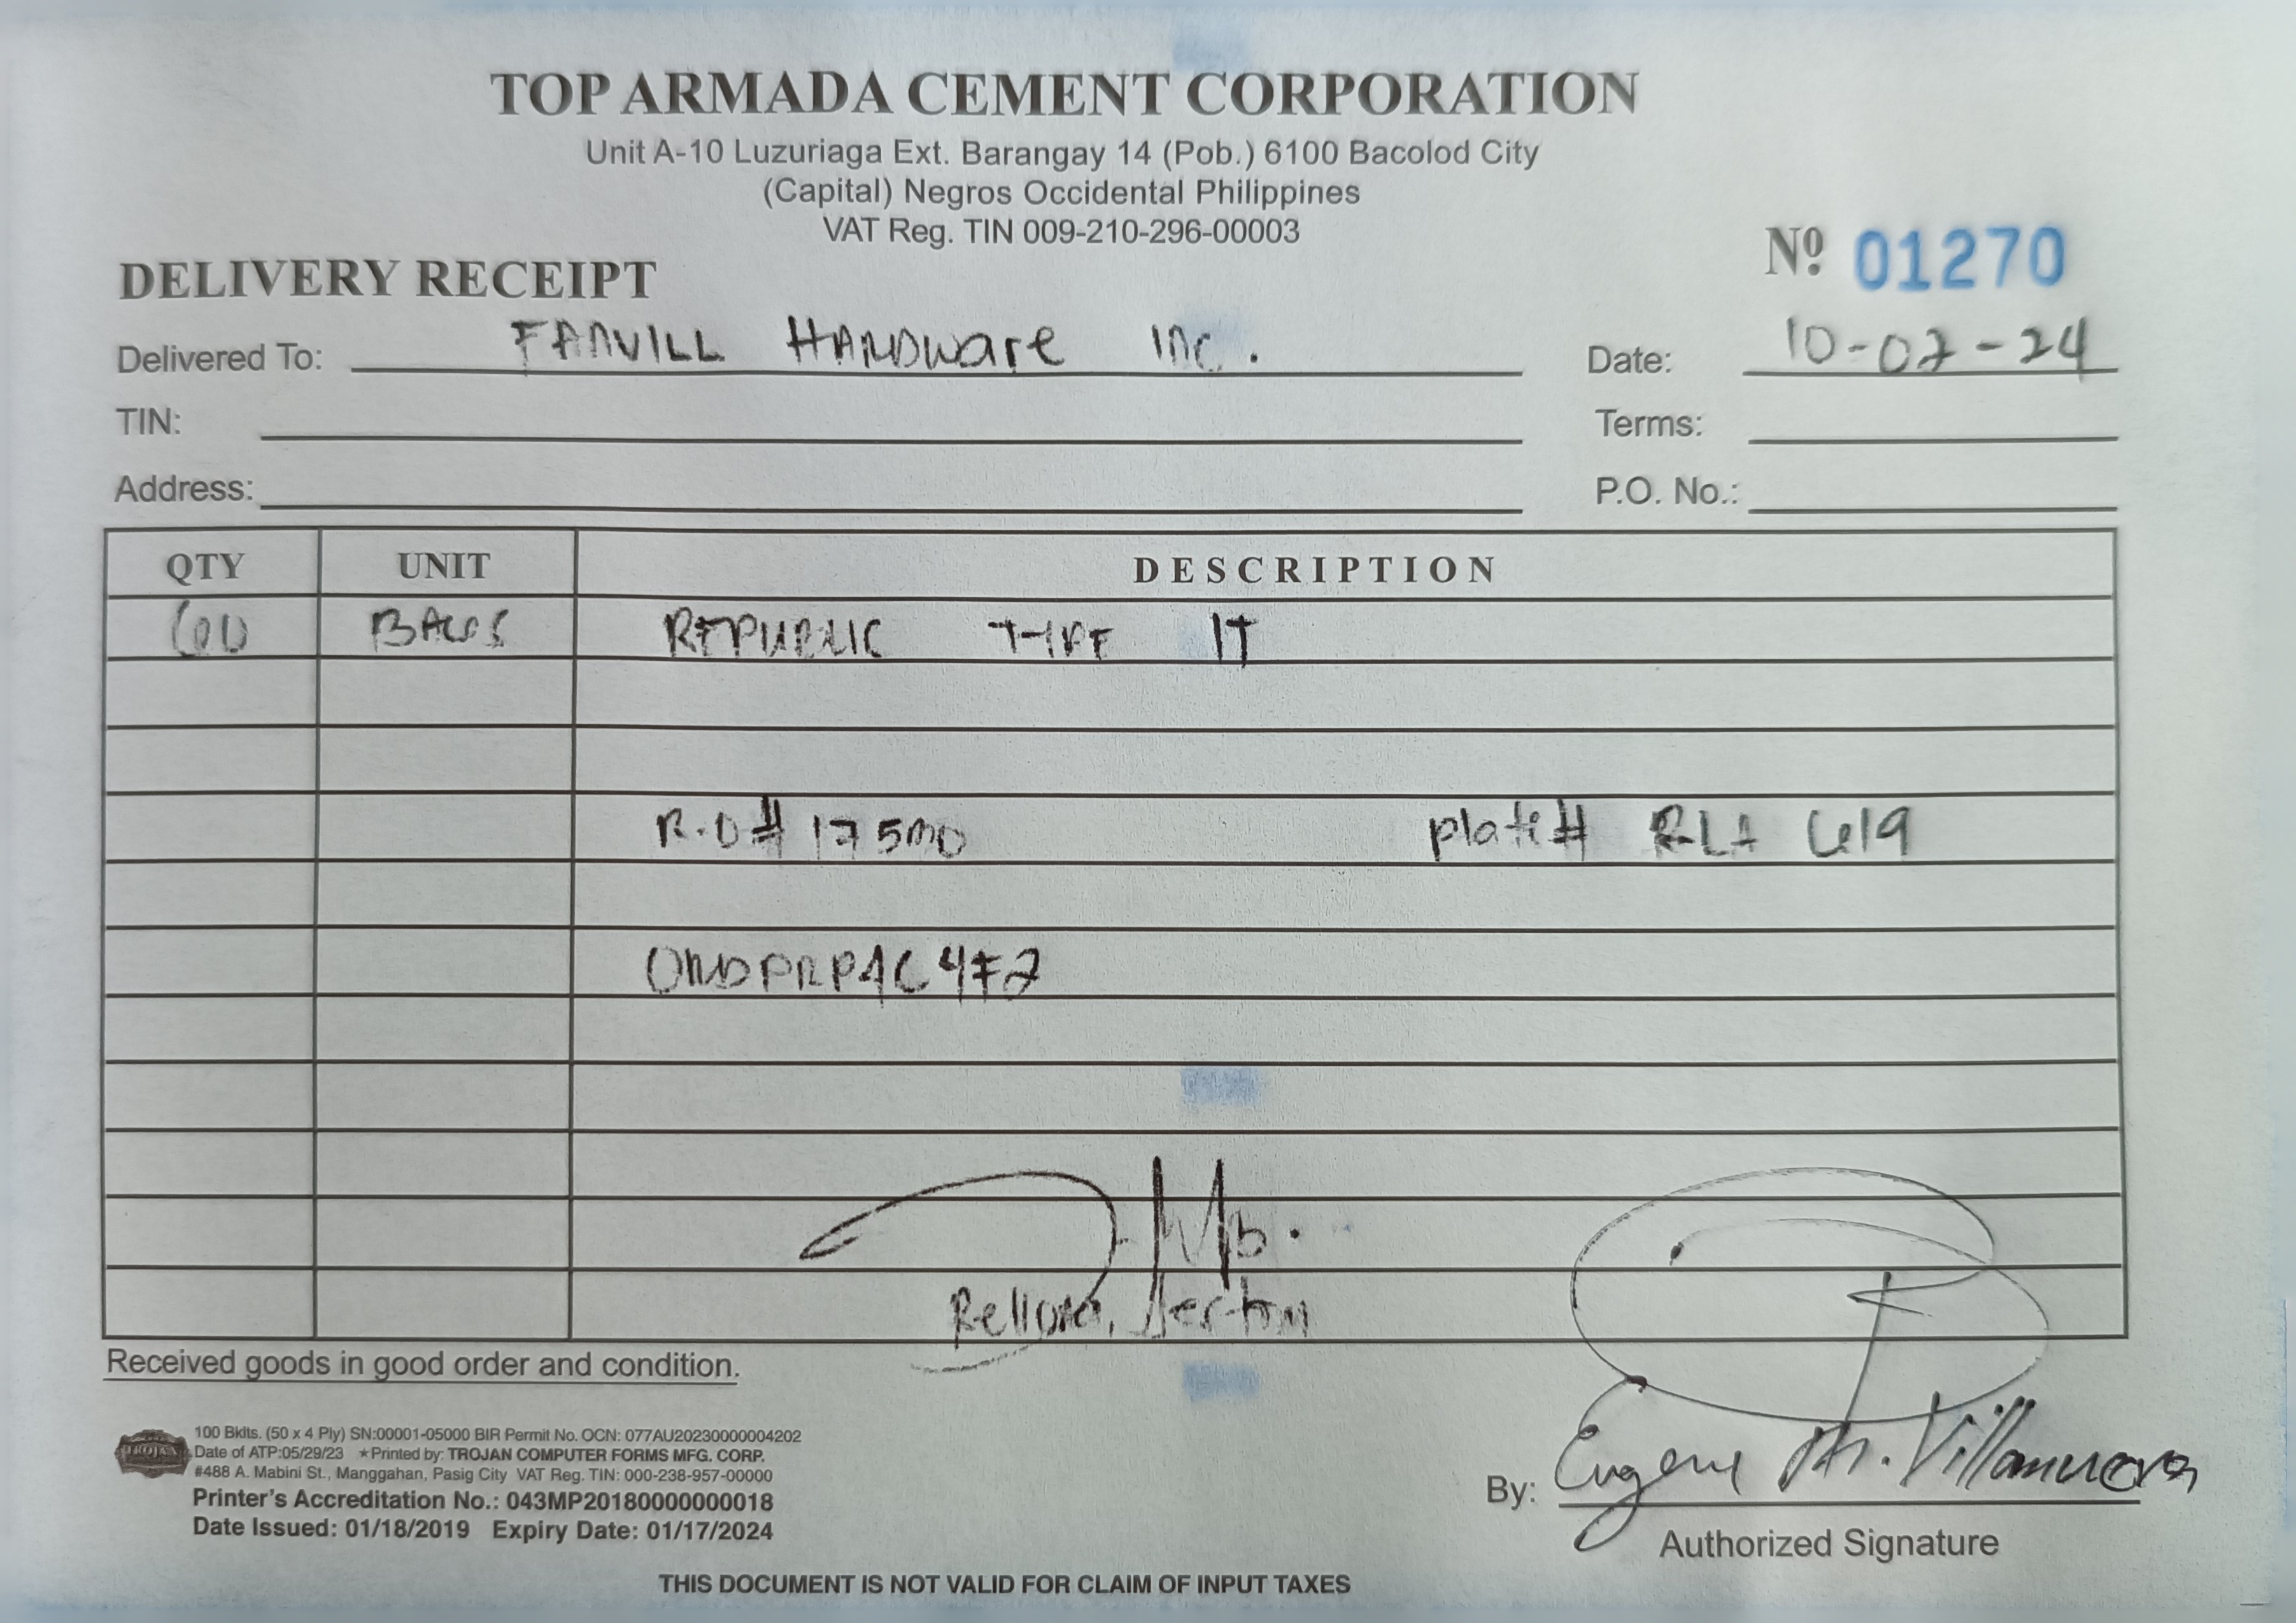 TOP ARMADA CEMENT CORPORATION
Unit A-10 Luzuriaga Ext. Barangay 14 (Pob.) 6100 Bacolod City
(Capital) Negros Occidental Philippines
VAT Reg. TIN 009-210-296-00003
Nº 01270
DELIVERY RECEIPT
Delivered To: FANVILL HARDware Inc. Date: 10-07-24
TIN: Terms:
Address: P.O. No.:
QTY UNIT DESCRIPTION
60 BAGS REPUBLIC TYPE 1T
R.O# 17500 plate# RLA 619
Received goods in good order and condition.
TROJAN
100 Bklts. (50 x 4 Ply) SN:00001-05000 BIR Permit No. OCN: 077AU20230000004202
Date of ATP:05/29/23 ★Printed by: TROJAN COMPUTER FORMS MFG. CORP.
#488 A. Mabini St., Manggahan, Pasig City VAT Reg. TIN: 000-238-957-00000
Printer's Accreditation No.: 043MP20180000000018
Date Issued: 01/18/2019 Expiry Date: 01/17/2024
By: Eugene M. Villanueva
Authorized Signature
THIS DOCUMENT IS NOT VALID FOR CLAIM OF INPUT TAXES